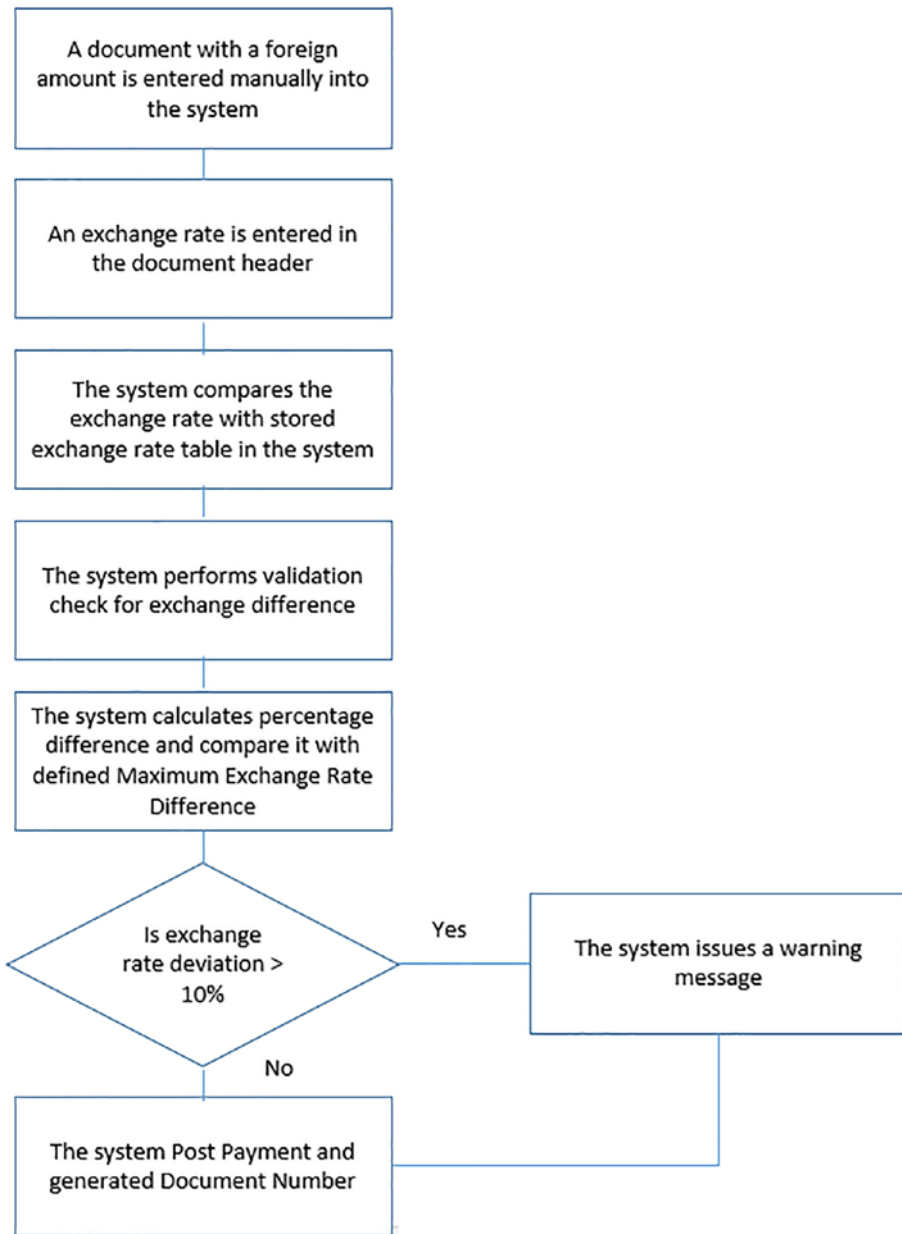 A document with a foreign
amount is entered manually into
the system
An exchange rate is entered in
the document header
The system compares the
exchange rate with stored
exchange rate table in the system
The system performs validation
check for exchange difference
The system calculates percentage
difference and compare it with
defined Maximum Exchange Rate
Difference
Is exchange
rate deviation >
10%
Yes
The system issues a warning
message
No
The system Post Payment and
generated Document Number